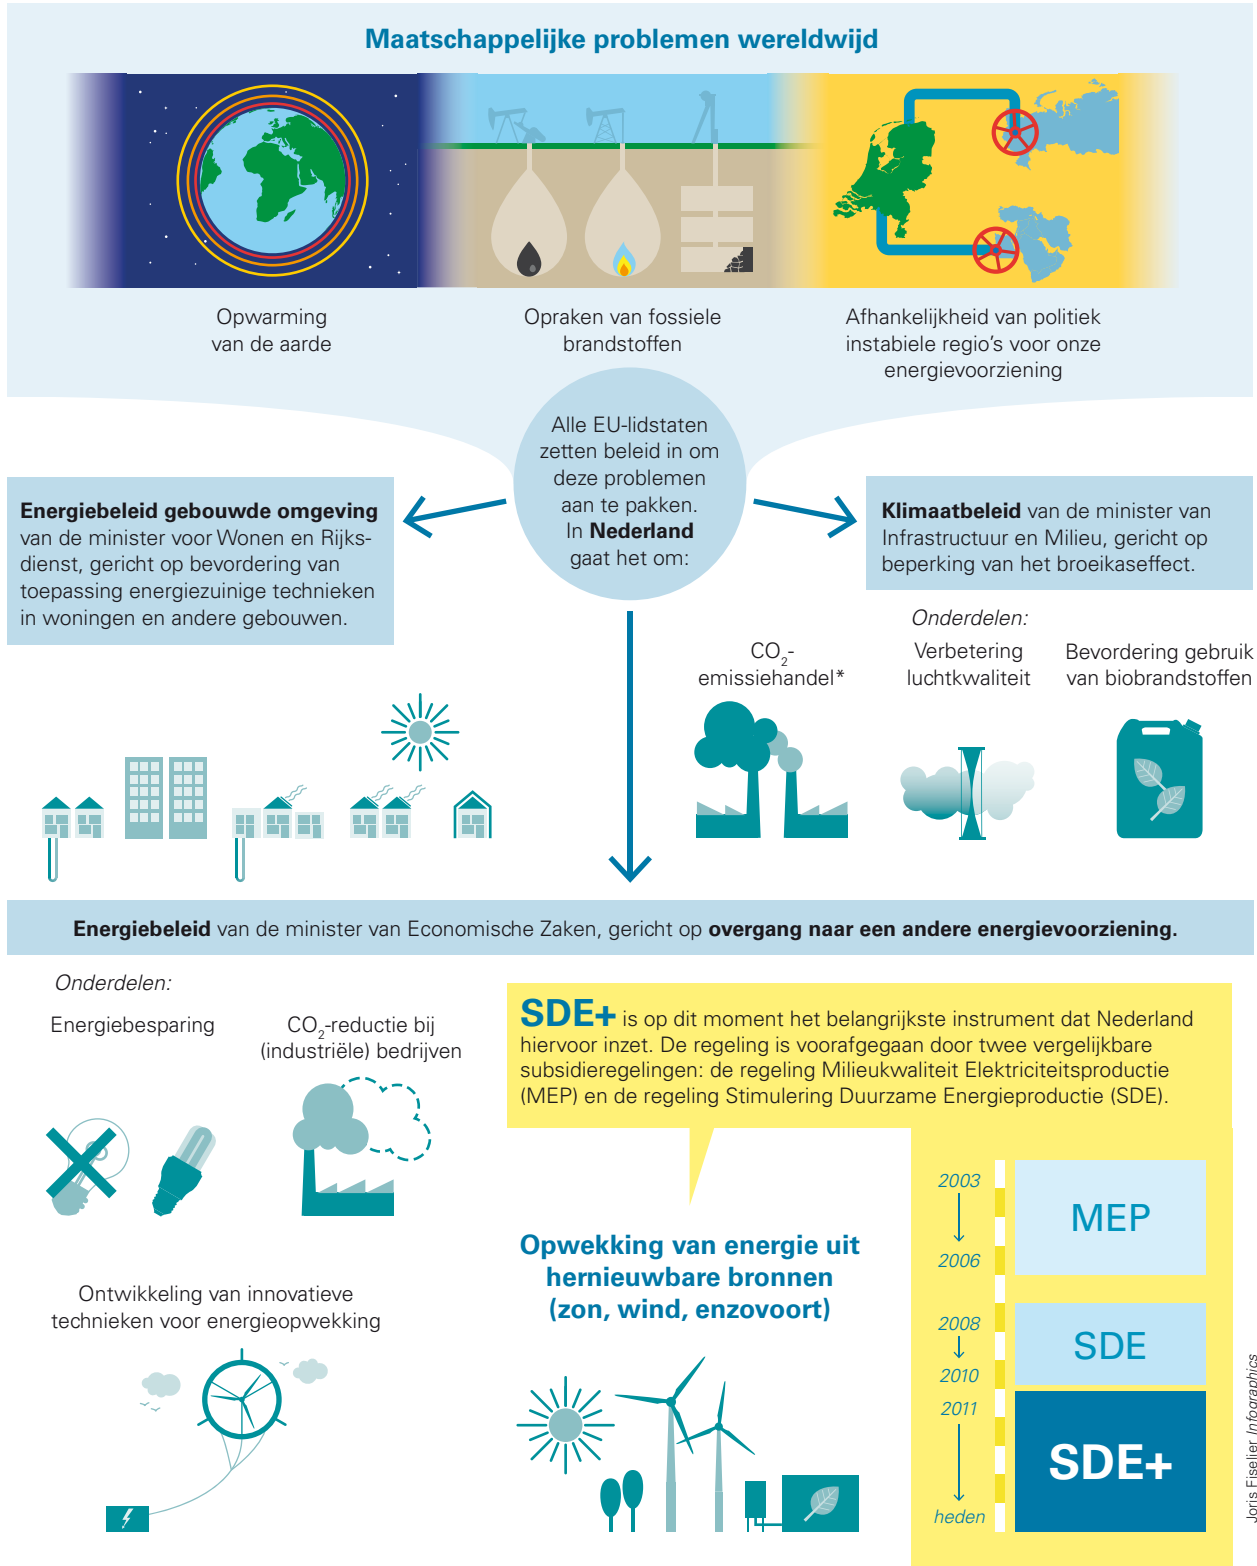 Maatschappelijke problemen wereldwijd
Opwarming
van de aarde
Opraken van fossiele
brandstoffen
Afhankelijkheid van politiek
instabiele regio's voor onze
energievoorziening
Alle EU-lidstaten
zetten beleid in om
deze problemen
aan te pakken.
In Nederland
gaat het om:
Energiebeleid gebouwde omgeving
van de minister voor Wonen en Rijks-
dienst, gericht op bevordering van
toepassing energiezuinige technieken
in woningen en andere gebouwen.
Klimaatbeleid van de minister van
Infrastructuur en Milieu, gericht op
beperking van het broeikaseffect.
Onderdelen:
CO₂-
emissiehandel*
Verbetering
luchtkwaliteit
Bevordering gebruik
van biobrandstoffen
Energiebeleid van de minister van Economische Zaken, gericht op overgang naar een andere energievoorziening.
Onderdelen:
Energiebesparing
CO₂-reductie bij
(industriële) bedrijven
Ontwikkeling van innovatieve
technieken voor energieopwekking
SDE+ is op dit moment het belangrijkste instrument dat Nederland
hiervoor inzet. De regeling is voorafgegaan door twee vergelijkbare
subsidieregelingen: de regeling Milieukwaliteit Elektriciteitsproductie
(MEP) en de regeling Stimulering Duurzame Energieproductie (SDE).
Opwekking van energie uit
hernieuwbare bronnen
(zon, wind, enzovoort)
2003
MEP
2006
2008
SDE
2010
2011
SDE+
heden
Joris Fiselier Infographics